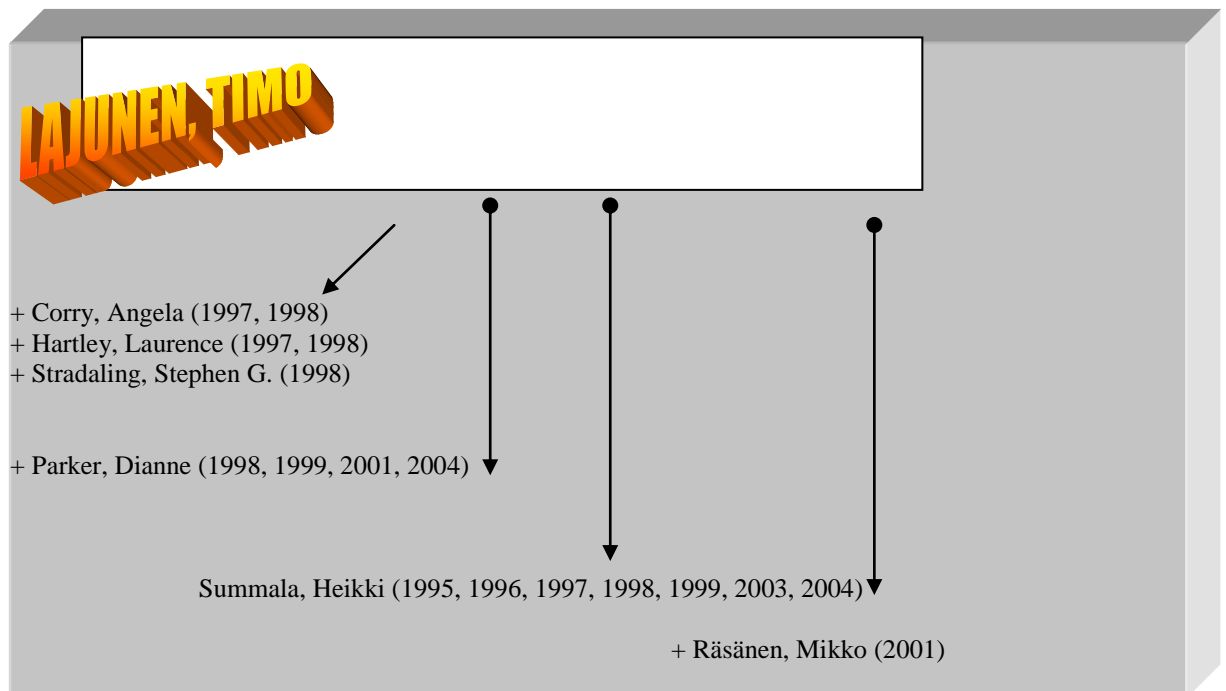 LAJUNEN, TIMO
+ Corry, Angela (1997, 1998)
+ Hartley, Laurence (1997, 1998)
+ Stradaling, Stephen G. (1998)
+ Parker, Dianne (1998, 1999, 2001, 2004)
Summala, Heikki (1995, 1996, 1997, 1998, 1999, 2003, 2004)
+ Räsänen, Mikko (2001)